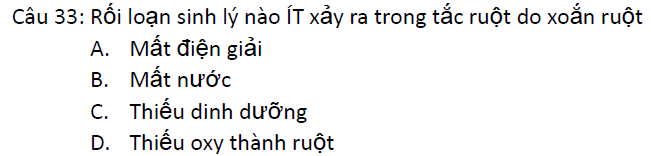 Câu 33: Rối loạn sinh lý nào ÍT xảy ra trong tắc ruột do xoắn ruột
A. Mất điện giải
B. Mất nước
C. Thiếu dinh dưỡng
D. Thiếu oxy thành ruột